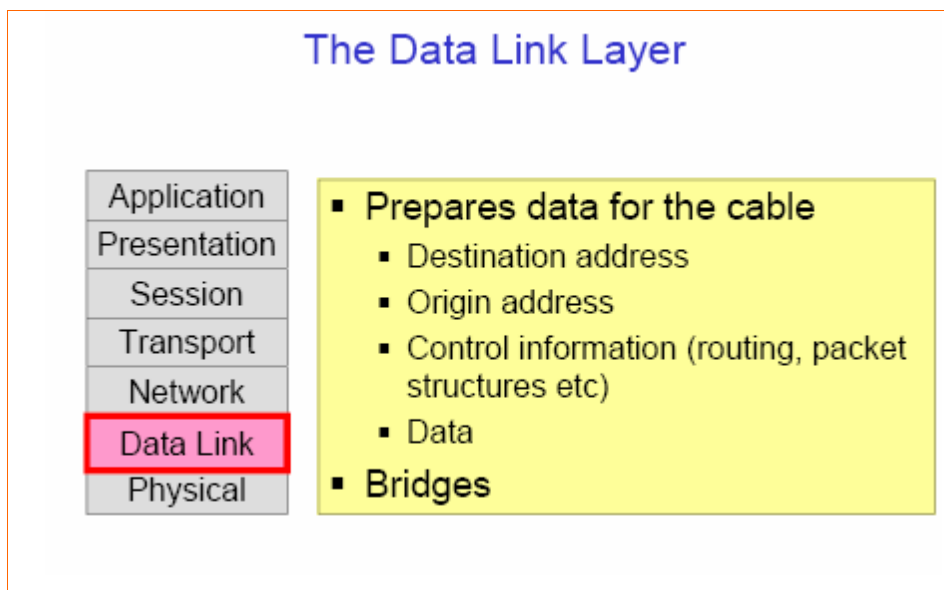 The Data Link Layer
Application
Presentation
Session
Transport
Network
Data Link
Physical
▪ Prepares data for the cable
▪ Destination address
▪ Origin address
▪ Control information (routing, packet
structures etc)
▪ Data
▪ Bridges